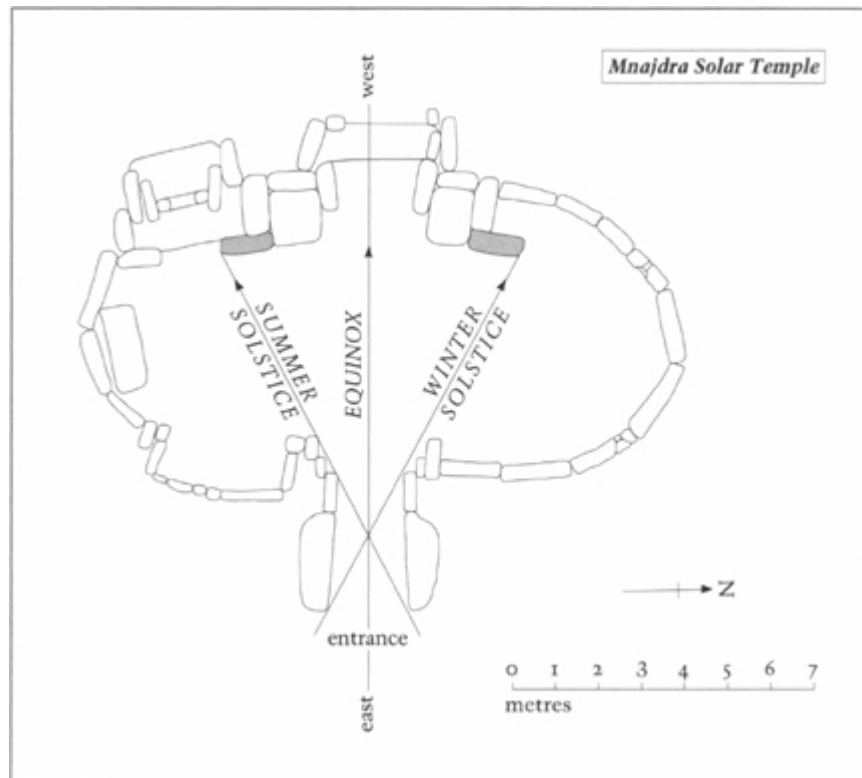 Mnajdra Solar Temple
west
SUMMER
SOLSTICE
EQUINOX
WINTER
SOLSTICE
N
entrance
east
0 1 2 3 4 5 6 7
metres